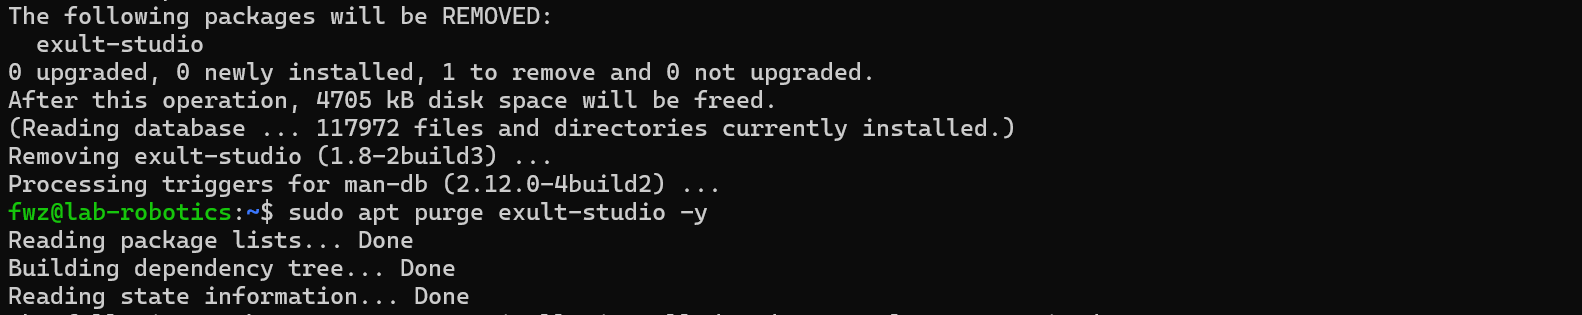 The following packages will be REMOVED:
  exult-studio
0 upgraded, 0 newly installed, 1 to remove and 0 not upgraded.
After this operation, 4705 kB disk space will be freed.
(Reading database ... 117972 files and directories currently installed.)
Removing exult-studio (1.8-2build3) ...
Processing triggers for man-db (2.12.0-4build2) ...
fwz@lab-robotics:~$ sudo apt purge exult-studio -y
Reading package lists... Done
Building dependency tree... Done
Reading state information... Done